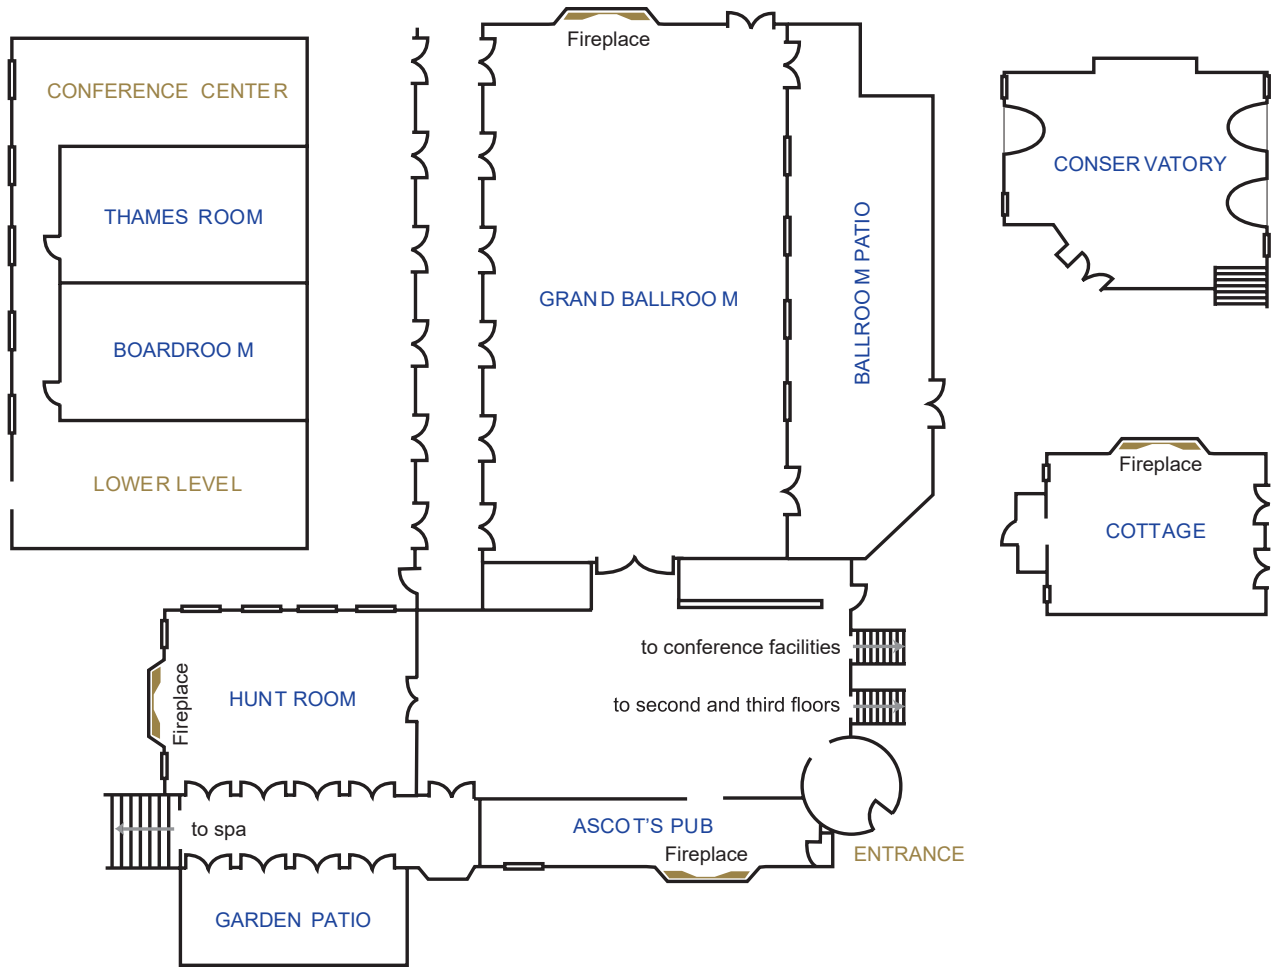 Fireplace
CONFERENCE CENTER
THAMES ROOM
BOARDROOM
LOWER LEVEL
GRAND BALLROOM
BALLROOM PATIO
CONSERVATORY
Fireplace
COTTAGE
to conference facilities
to second and third floors
Fireplace
HUNT ROOM
to spa
ASCOT'S PUB
Fireplace
ENTRANCE
GARDEN PATIO